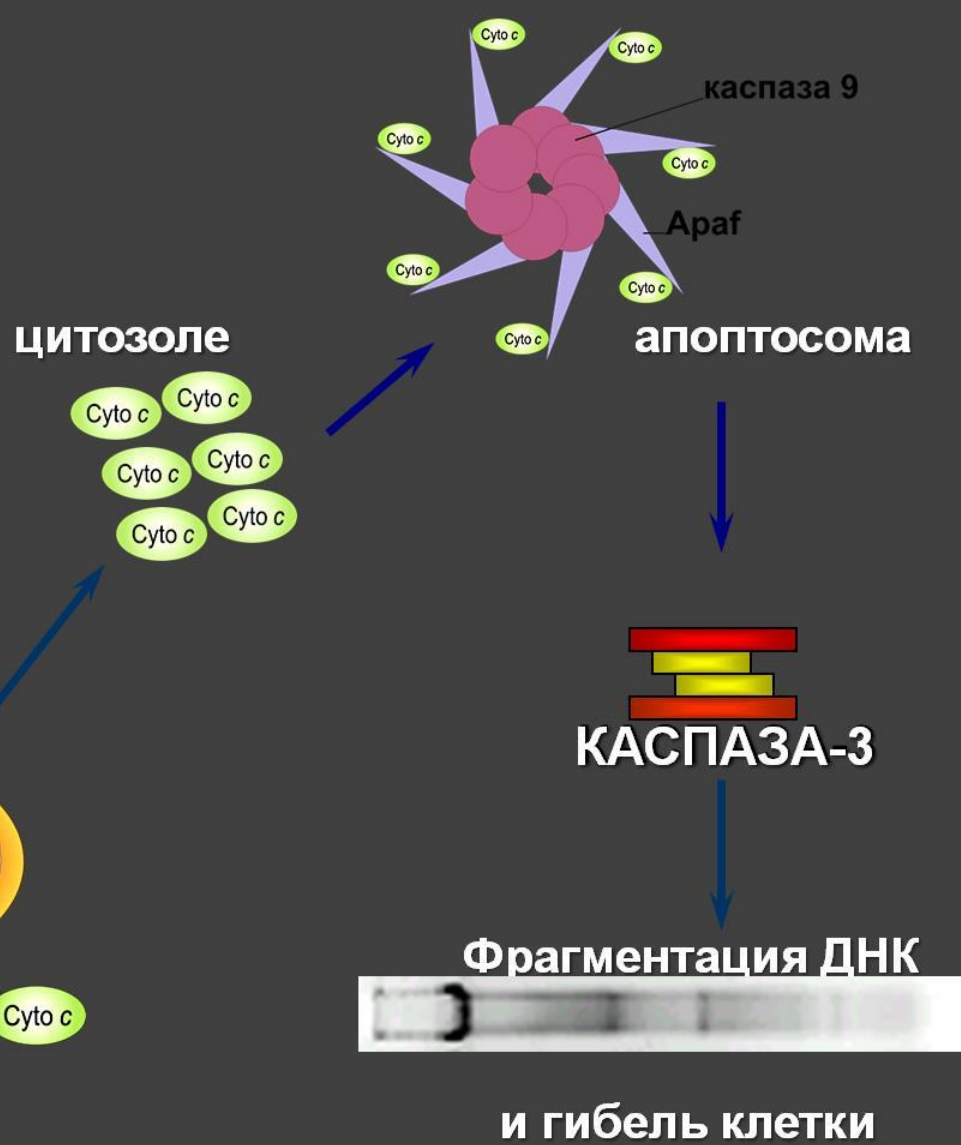 Cyto c
Cyto c
каспаза 9
Cyto c
Cyto c
Apaf
Cyto c
Cyto c
Cyto c
цитозоле
апоптосома
Cyto c
Cyto c
Cyto c
Cyto c
Cyto c
Cyto c
КАСПАЗА-3
Фрагментация ДНК
Cyto c
и гибель клетки